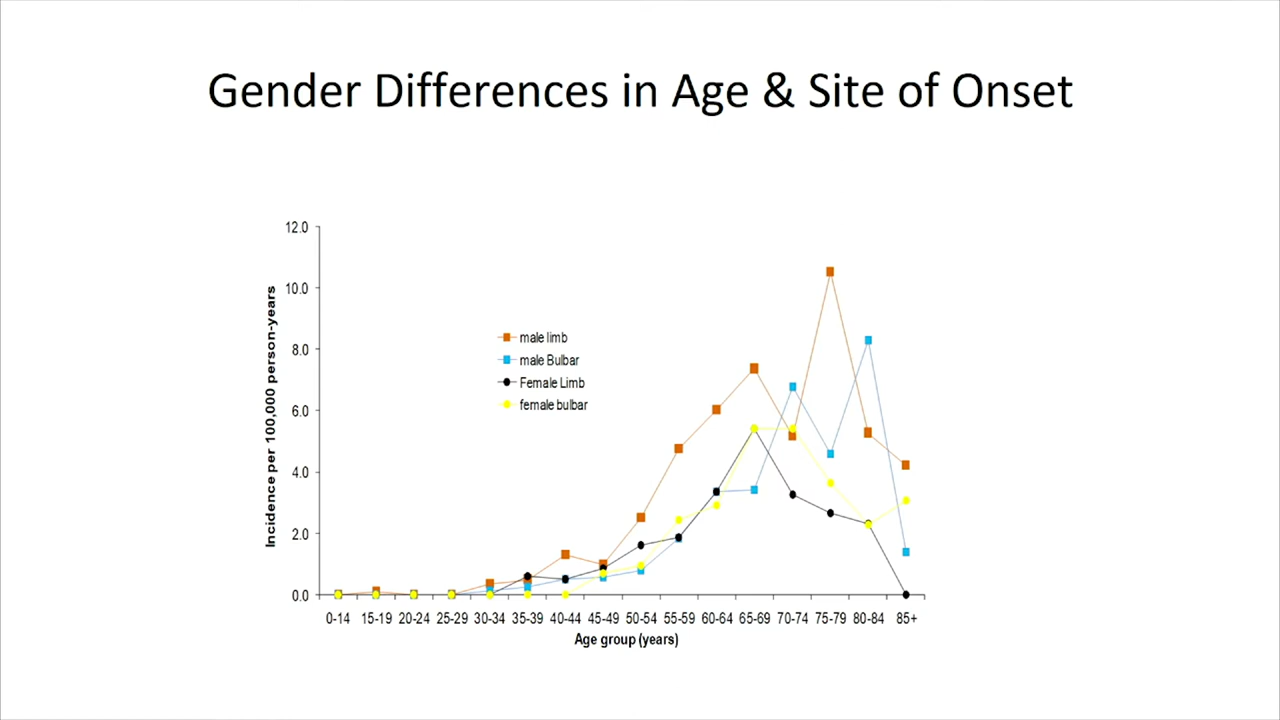 Gender Differences in Age & Site of Onset
12.0
10.0
8.0
6.0
4.0
2.0
0.0
Incidence per 100,000 person-years
male limb
male Bulbar
Female Limb
female bulbar
0-14 15-19 20-24 25-29 30-34 35-39 40-44 45-49 50-54 55-59 60-64 65-69 70-74 75-79 80-84 85+
Age group (years)